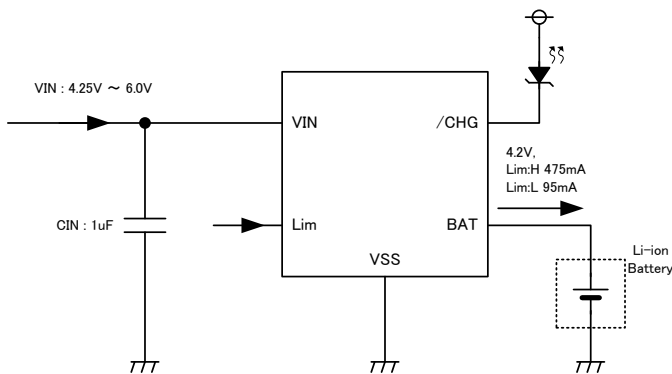 VIN : 4.25V ～ 6.0V
VIN
/CHG
4.2V,
Lim:H 475mA
Lim:L 95mA
CIN : 1uF
Lim
BAT
VSS
Li-ion
Battery